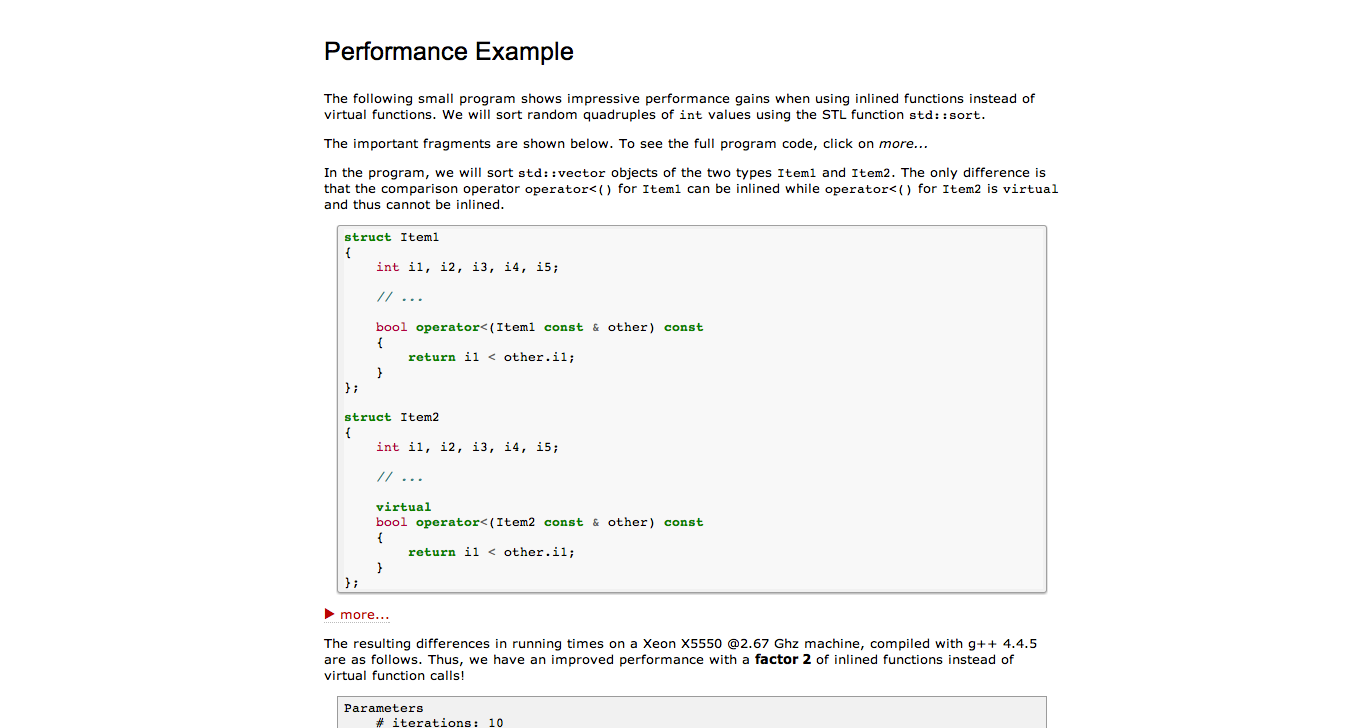 Performance Example
The following small program shows impressive performance gains when using inlined functions instead of
virtual functions. We will sort random quadruples of int values using the STL function std::sort.
The important fragments are shown below. To see the full program code, click on more...
In the program, we will sort std::vector objects of the two types Item1 and Item2. The only difference is
that the comparison operator operator<() for Item1 can be inlined while operator<() for Item2 is virtual
and thus cannot be inlined.
struct Item1
{
    int i1, i2, i3, i4, i5;
    // ...
    bool operator<(Item1 const & other) const
    {
        return i1 < other.i1;
    }
};
struct Item2
{
    int i1, i2, i3, i4, i5;
    // ...
    virtual
    bool operator<(Item2 const & other) const
    {
        return i1 < other.i1;
    }
};
▶ more...
The resulting differences in running times on a Xeon X5550 @2.67 Ghz machine, compiled with g++ 4.4.5
are as follows. Thus, we have an improved performance with a factor 2 of inlined functions instead of
virtual function calls!
Parameters
    # iterations: 10